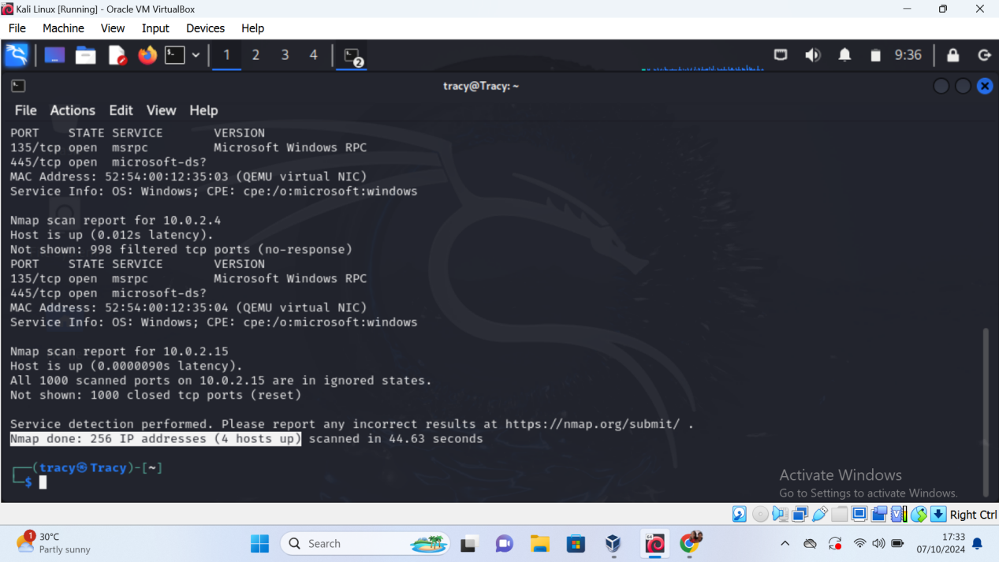 Kali Linux [Running] - Oracle VM VirtualBox
File Machine View Input Devices Help
1 2 3 4 2 9:36
tracy@Tracy: ~
File Actions Edit View Help
PORT STATE SERVICE VERSION
135/tcp open msrpc Microsoft Windows RPC
445/tcp open microsoft-ds?
MAC Address: 52:54:00:12:35:03 (QEMU virtual NIC)
Service Info: OS: Windows; CPE: cpe:/o:microsoft:windows
Nmap scan report for 10.0.2.4
Host is up (0.012s latency).
Not shown: 998 filtered tcp ports (no-response)
PORT STATE SERVICE VERSION
135/tcp open msrpc Microsoft Windows RPC
445/tcp open microsoft-ds?
MAC Address: 52:54:00:12:35:04 (QEMU virtual NIC)
Service Info: OS: Windows; CPE: cpe:/o:microsoft:windows
Nmap scan report for 10.0.2.15
Host is up (0.0000090s latency).
All 1000 scanned ports on 10.0.2.15 are in ignored states.
Not shown: 1000 closed tcp ports (reset)
Service detection performed. Please report any incorrect results at https://nmap.org/submit/ .
Nmap done: 256 IP addresses (4 hosts up) scanned in 44.63 seconds
┌──(tracy㉿Tracy)-[~]
└─$
Activate Windows
Go to Settings to activate Windows.
Right Ctrl
1 30°C
Partly sunny
Search
17:33
07/10/2024